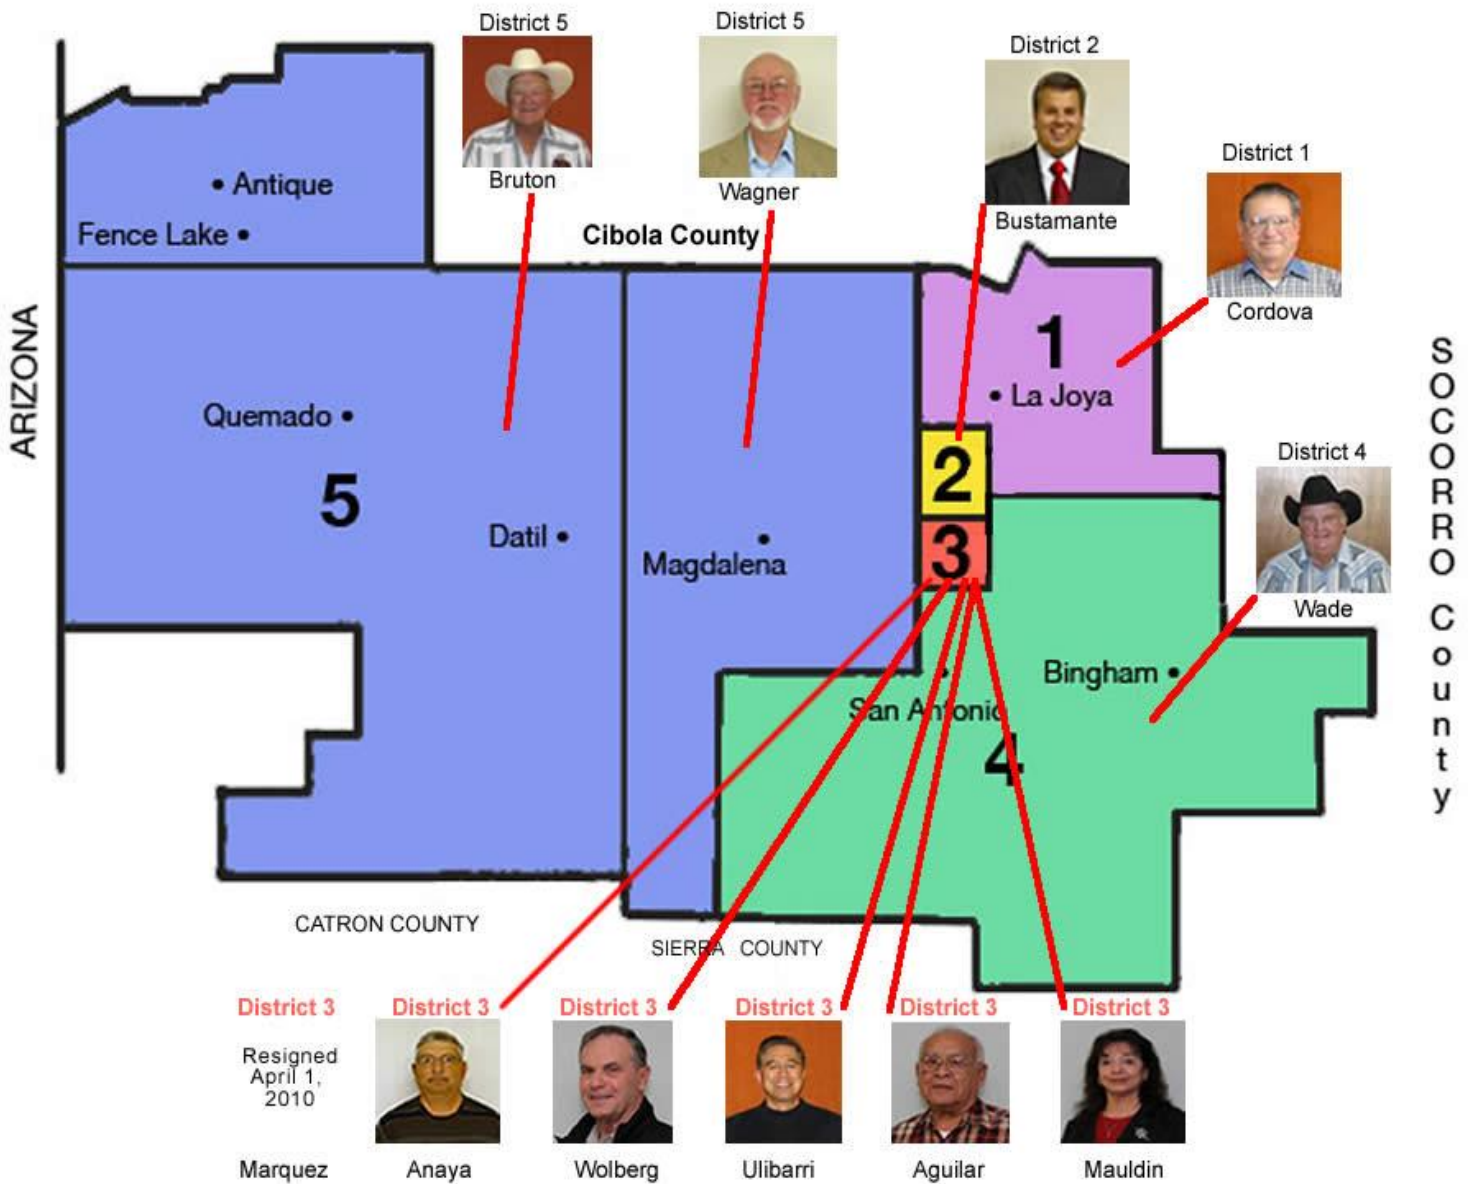 District 5
Bruton
District 5
Wagner
District 2
Bustamante
District 1
Cordova
Cibola County
Antique
Fence Lake
ARIZONA
Quemado
5
Datil
Magdalena
1
La Joya
2
3
SOCORRO County
District 4
Wade
Bingham
San Antonio
4
CATRON COUNTY
SIERRA COUNTY
District 3
Resigned
April 1,
2010
Marquez
District 3
Anaya
District 3
Wolberg
District 3
Ulibarri
District 3
Aguilar
District 3
Mauldin